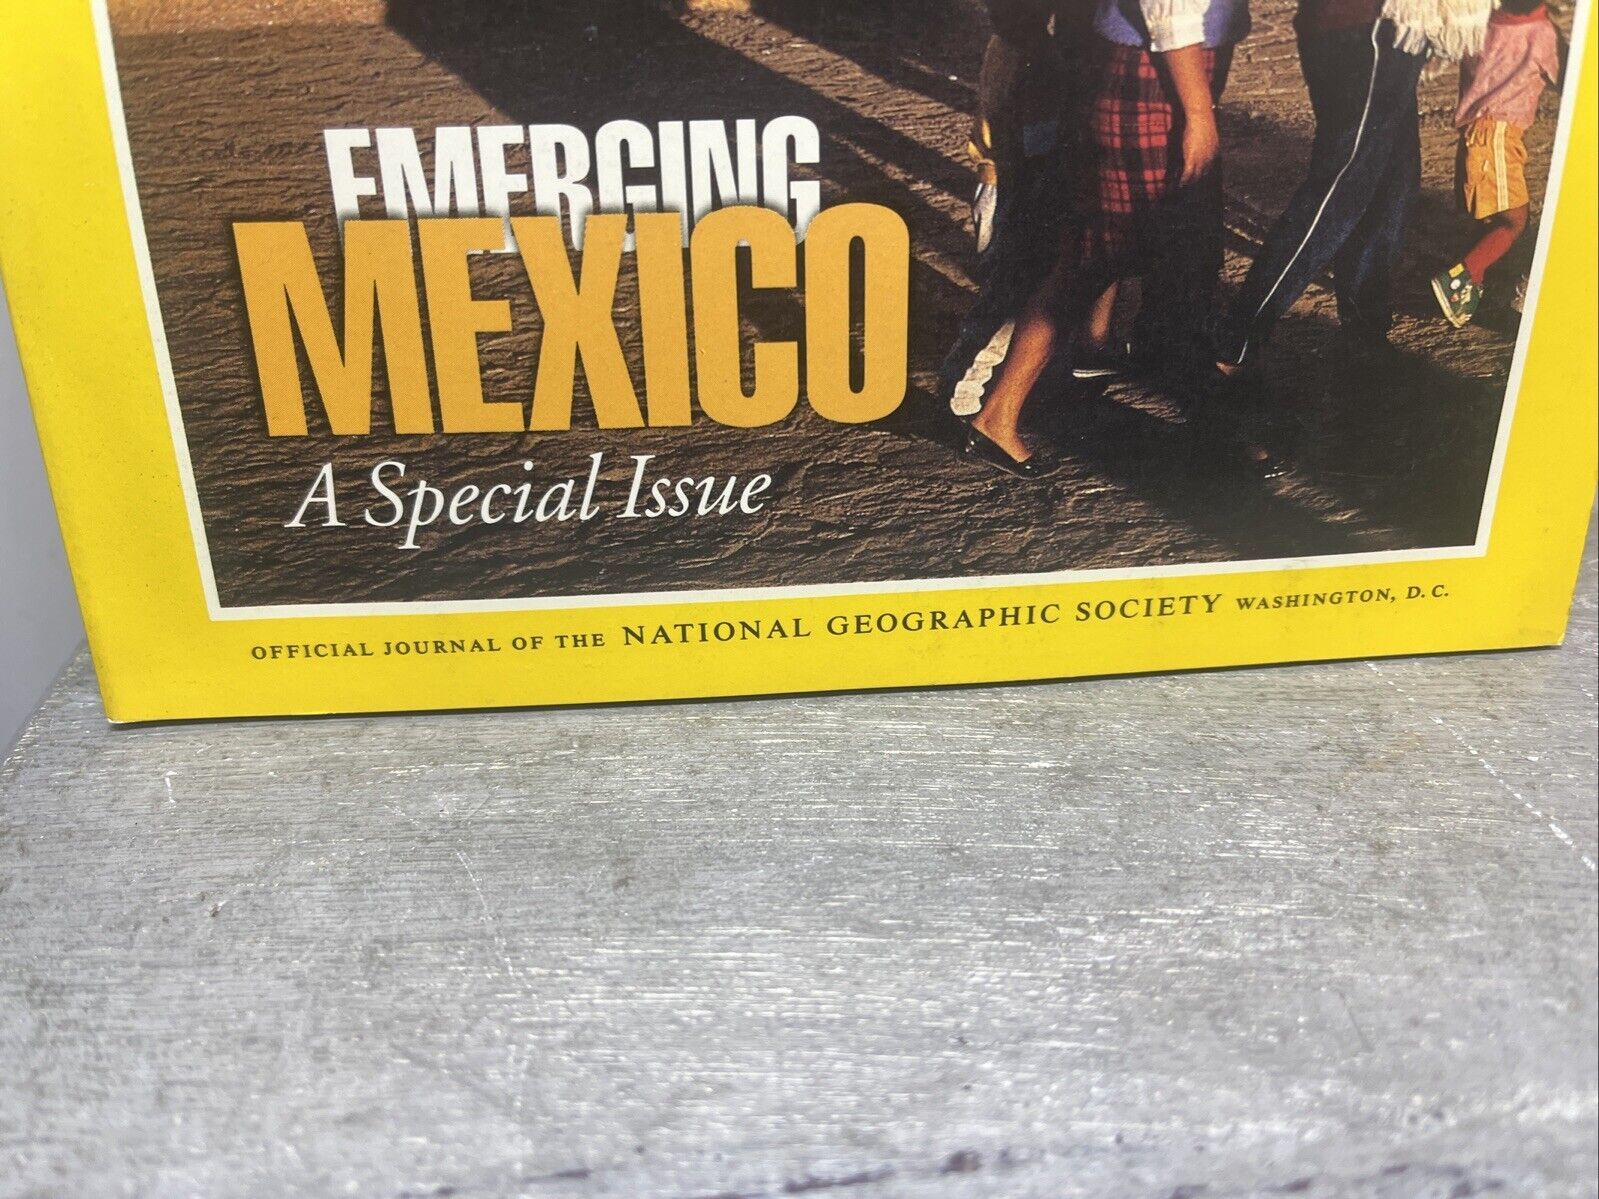 EMERGING
MEXICO
A Special Issue
OFFICIAL JOURNAL OF THE NATIONAL GEOGRAPHIC SOCIETY WASHINGTON, D.C.